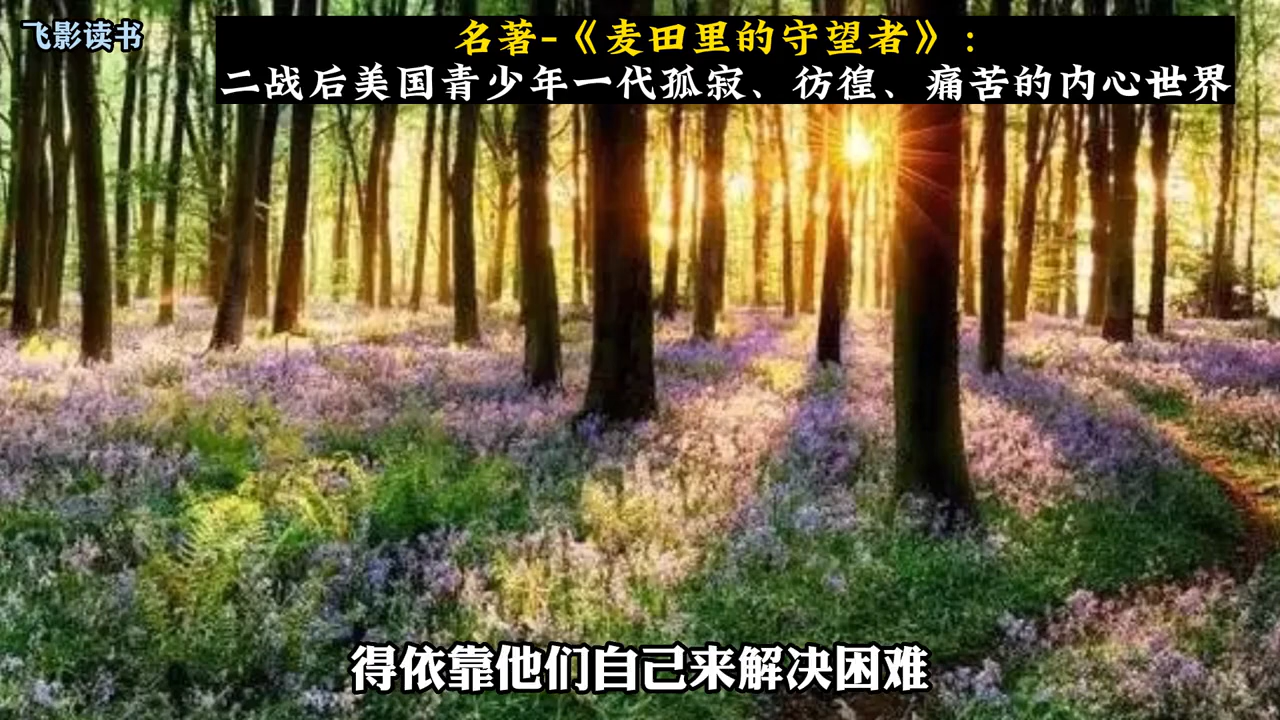 飞影读书
名著-《麦田里的守望者》：
二战后美国青少年一代孤寂、彷徨、痛苦的内心世界
得依靠他们自己来解决困难